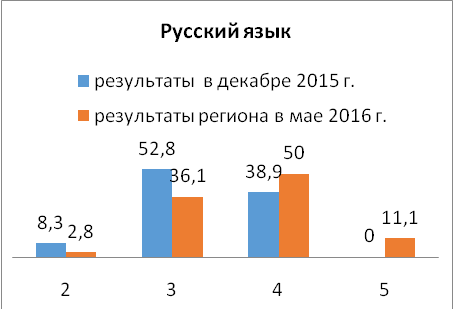 Русский язык
результаты в декабре 2015 г.
результаты региона в мае 2016 г.
8,3 2,8 52,8 36,1 38,9 50 0 11,1
2 3 4 5